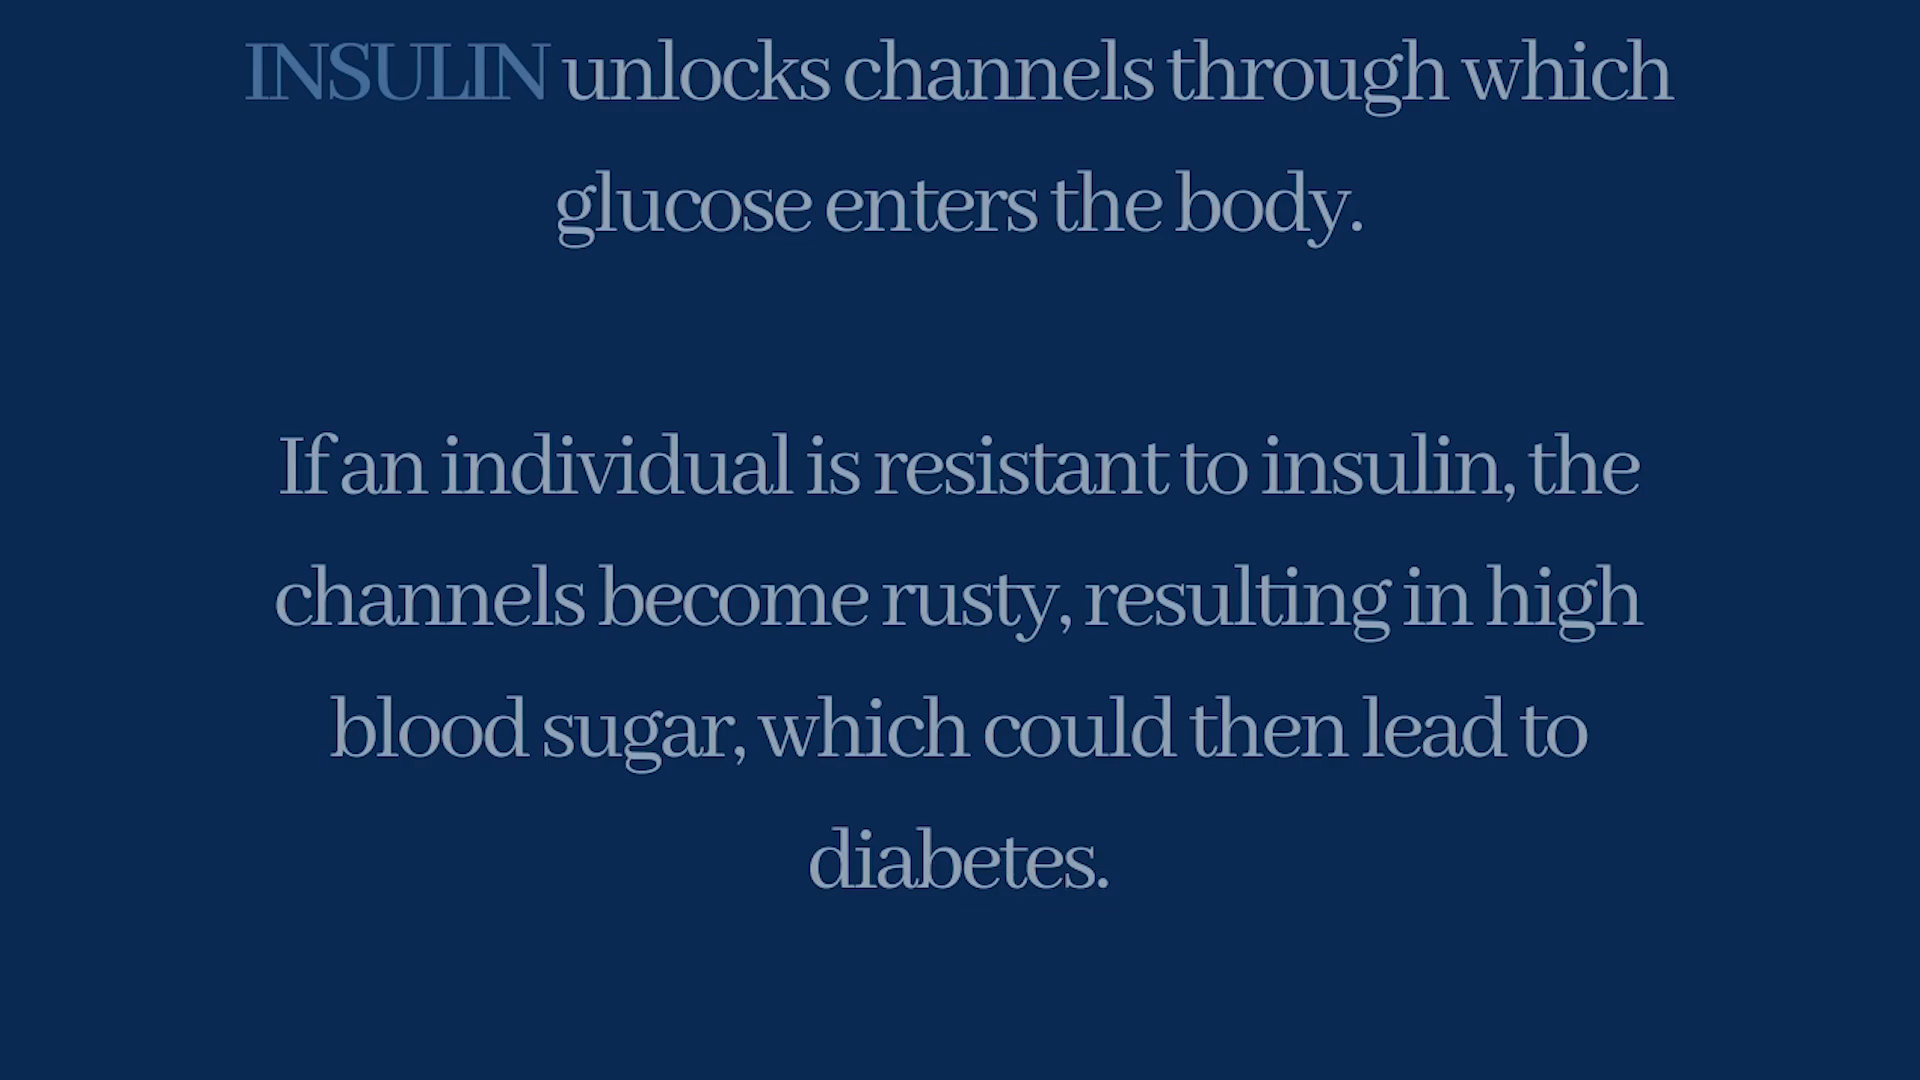 INSULIN unlocks channels through which
glucose enters the body.
If an individual is resistant to insulin, the
channels become rusty, resulting in high
blood sugar, which could then lead to
diabetes.